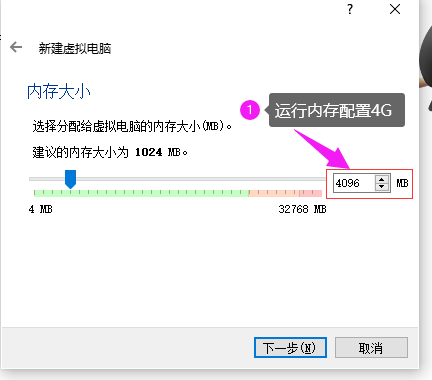 ?
新建虚拟电脑
内存大小
1 运行内存配置4G
选择分配给虚拟电脑的内存大小(MB)。
建议的内存大小为 1024 MB。
4096 MB
4 MB 32768 MB
下一步(N) 取消